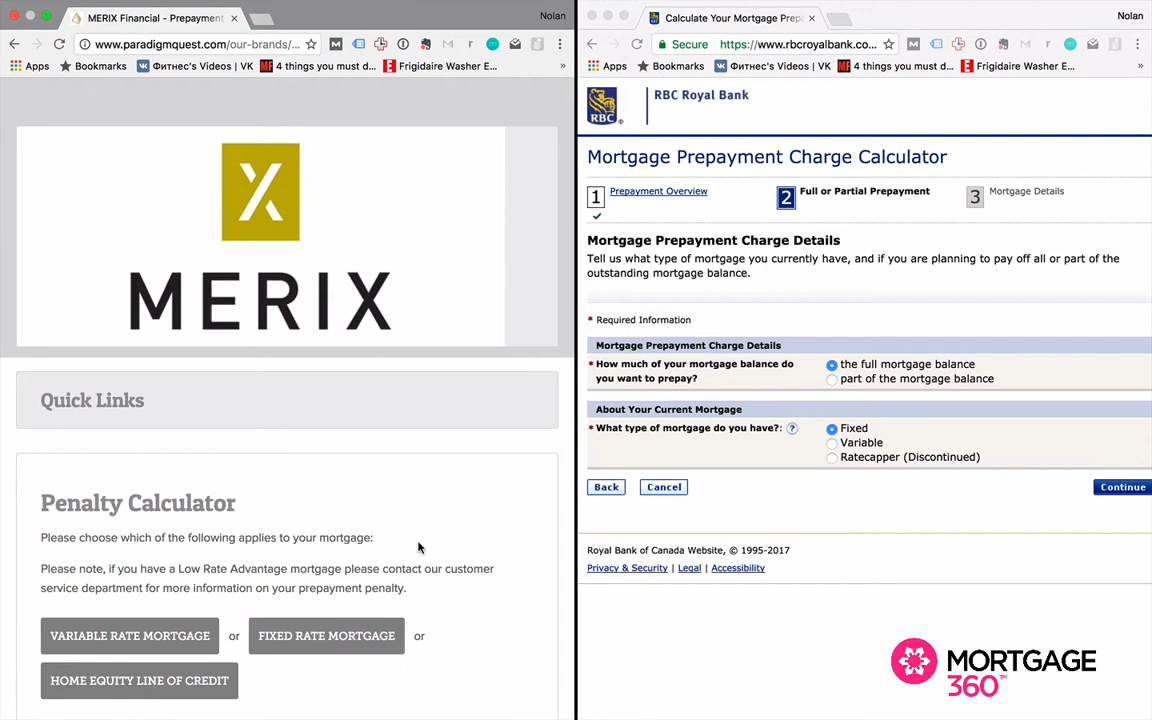 MERIX Financial - Prepayment
Nolan
www.paradigmquest.com/our-brands/...
Apps
Bookmarks
Фитнес's Videos | VK
4 things you must d...
Frigidaire Washer E...
»
X
MERIX
Quick Links
Penalty Calculator
Please choose which of the following applies to your mortgage:
Please note, if you have a Low Rate Advantage mortgage please contact our customer
service department for more information on your prepayment penalty.
VARIABLE RATE MORTGAGE or FIXED RATE MORTGAGE or
HOME EQUITY LINE OF CREDIT
Calculate Your Mortgage Prep
Nolan
Secure https://www.rbcroyalbank.co...
Apps
Bookmarks
Фитнес's Videos | VK
4 things you must d...
Frigidaire Washer E...
»
RBC
RBC Royal Bank
Mortgage Prepayment Charge Calculator
1 Prepayment Overview
2 Full or Partial Prepayment
3 Mortgage Details
Mortgage Prepayment Charge Details
Tell us what type of mortgage you currently have, and if you are planning to pay off all or part of the
outstanding mortgage balance.
* Required Information
Mortgage Prepayment Charge Details
* How much of your mortgage balance do
you want to prepay?
the full mortgage balance
part of the mortgage balance
About Your Current Mortgage
* What type of mortgage do you have?: ?
Fixed
Variable
Ratecapper (Discontinued)
Back Cancel Continue
Royal Bank of Canada Website, © 1995-2017
Privacy & Security | Legal | Accessibility
MORTGAGE
360™